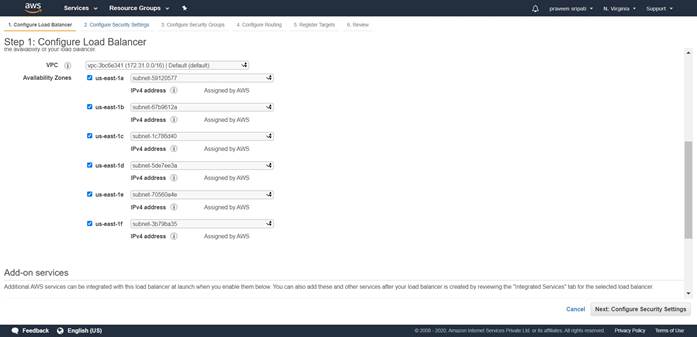 aws Services Resource Groups praveen sripati N. Virginia Support
1. Configure Load Balancer 2. Configure Security Settings 3. Configure Security Groups 4. Configure Routing 5. Register Targets 6. Review
Step 1: Configure Load Balancer
the availability of your load balancer.
VPC i vpc-3bc6e341 (172.31.0.0/16) | Default (default)
Availability Zones us-east-1a subnet-59120577
IPv4 address i Assigned by AWS
us-east-1b subnet-67b9612a
IPv4 address i Assigned by AWS
us-east-1c subnet-1c786d40
IPv4 address i Assigned by AWS
us-east-1d subnet-5de7ee3a
IPv4 address i Assigned by AWS
us-east-1e subnet-70560a4e
IPv4 address i Assigned by AWS
us-east-1f subnet-3b79ba35
IPv4 address i Assigned by AWS
Add-on services
Additional AWS services can be integrated with this load balancer at launch when you enable them below. You can also add these and other services after your load balancer is created by reviewing the "Integrated Services" tab for the selected load balancer.
Cancel Next: Configure Security Settings
Feedback English (US) © 2008 - 2020, Amazon Internet Services Private Ltd. or its affiliates. All rights reserved. Privacy Policy Terms of Use